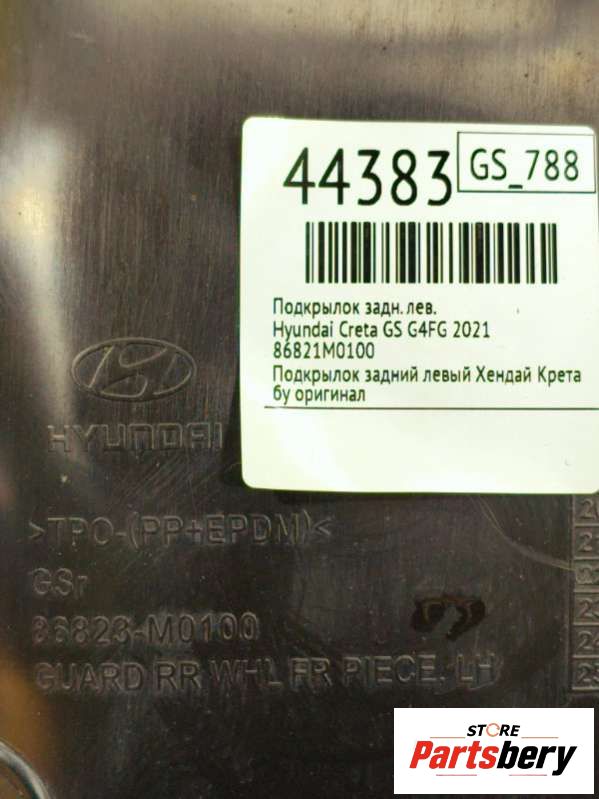 44383
GS_788
Подкрылок задн. лев.
Hyundai Creta GS G4FG 2021
86821M0100
Подкрылок задний левый Хендай Крета
бу оригинал
HYUNDAI
>TPO-(PP+EPDM)<
GSr
86823-M0100
GUARD RR WHL FR PIECE, LH
STORE
Partsbery